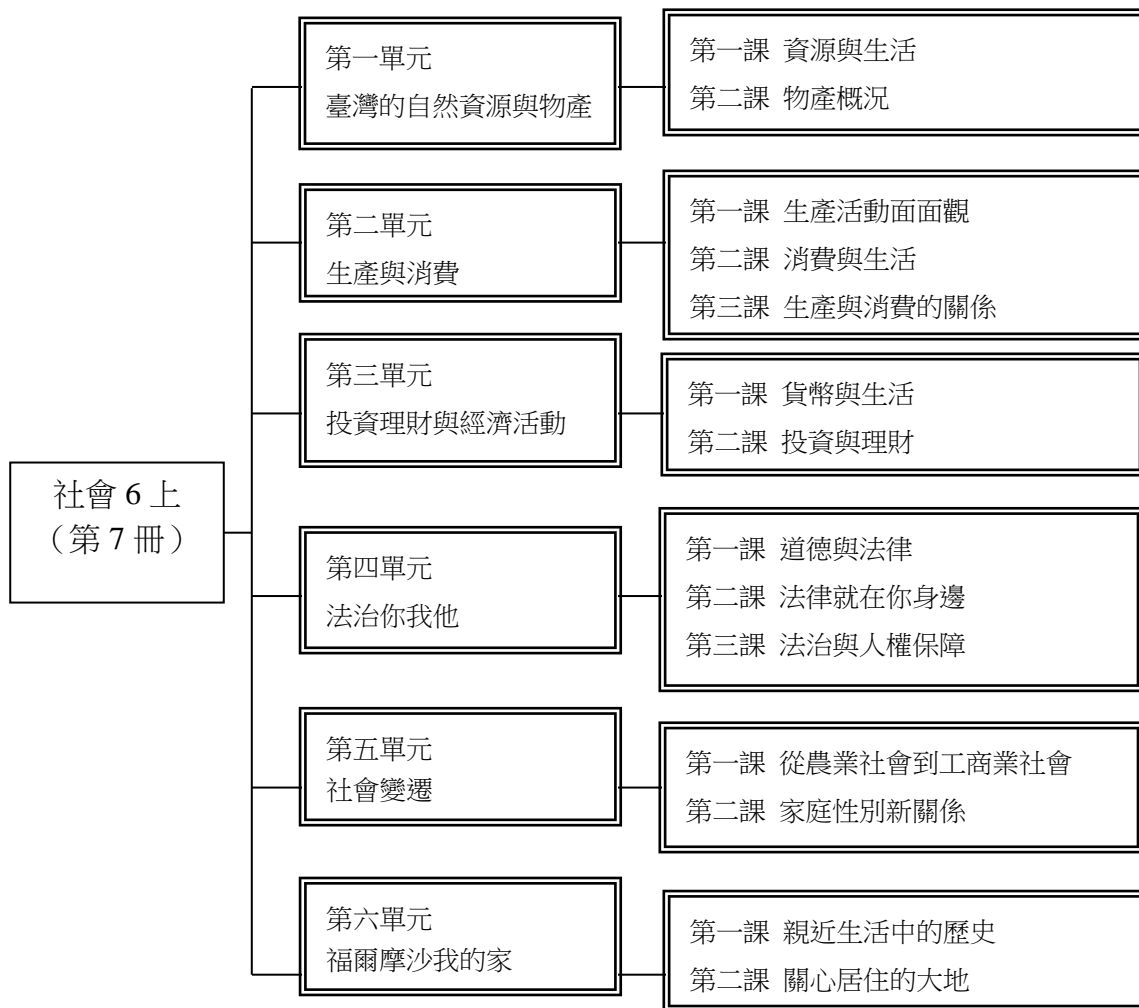 社會 6 上
（第 7 冊）
第一單元
臺灣的自然資源與物產
第一課 資源與生活
第二課 物產概況
第二單元
生產與消費
第一課 生產活動面面觀
第二課 消費與生活
第三課 生產與消費的關係
第三單元
投資理財與經濟活動
第一課 貨幣與生活
第二課 投資與理財
第四單元
法治你我他
第一課 道德與法律
第二課 法律就在你身邊
第三課 法治與人權保障
第五單元
社會變遷
第一課 從農業社會到工商業社會
第二課 家庭性別新關係
第六單元
福爾摩沙我的家
第一課 親近生活中的歷史
第二課 關心居住的大地